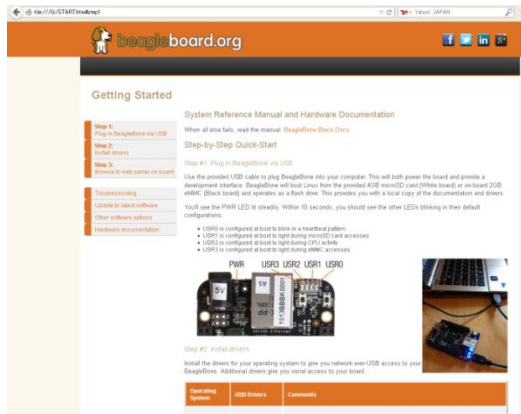 file:///G:/START.htm#step1
Yahoo! JAPAN
beagleboard.org
Getting Started
Step 1:
Plug in BeagleBone via USB
Step 2:
Install drivers
Step 3:
Browse to web server on board
Troubleshooting
Update to latest software
Other software options
Hardware documentation
System Reference Manual and Hardware Documentation
When all else fails, read the manual: BeagleBone Black Docs
Step-by-Step Quick-Start
Step #1: Plug in BeagleBone via USB
Use the provided USB cable to plug BeagleBone into your computer. This will both power the board and provide a
development interface. BeagleBone will boot Linux from the provided 4GB microSD card (White board) or on-board 2GB
eMMC (Black board) and operates as a flash drive. This provides you with a local copy of the documentation and drivers.
You'll see the PWR LED lit steadily. Within 10 seconds, you should see the other LEDs blinking in their default
configurations.
USR0 is configured at boot to blink in a heartbeat pattern
USR1 is configured at boot to light during microSD card accesses
USR2 is configured at boot to light during CPU activity
USR3 is configured at boot to light during eMMC accesses
PWR USR3 USR2 USR1 USR0
5V
Step #2: Install drivers
Install the drivers for your operating system to give you network-over-USB access to your
BeagleBone. Additional drivers give you serial access to your board.
Operating
System
USB Drivers
Comments